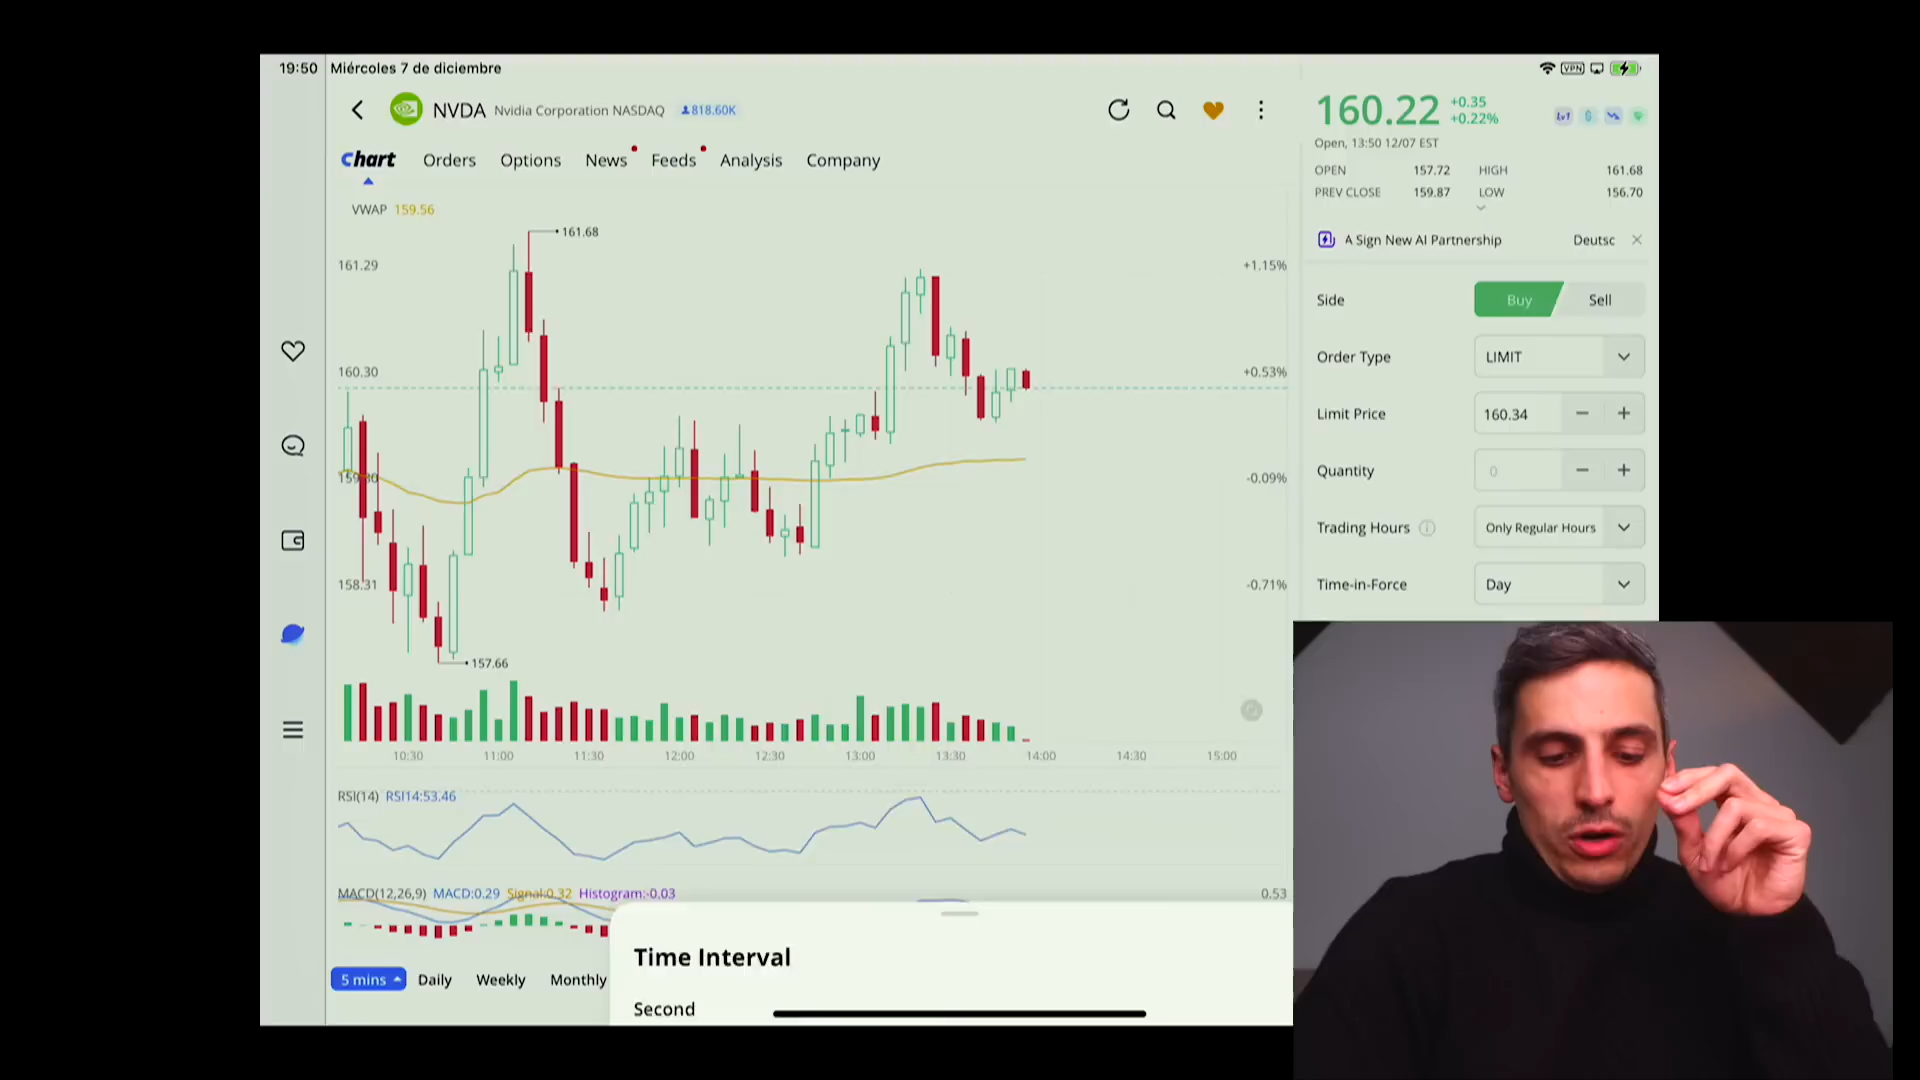 19:50 Miércoles 7 de diciembre
VPN
NVDA Nvidia Corporation NASDAQ 818.60K
Chart Orders Options News Feeds Analysis Company
VWAP 159.56
161.68
161.29 +1.15%
160.30 +0.53%
-0.09%
158.31 -0.71%
157.66
10:30 11:00 11:30 12:00 12:30 13:00 13:30 14:00 14:30 15:00
RSI(14) RSI14:53.46
MACD(12,26,9) MACD:0.29 Signal:0.32 Histogram:-0.03 0.53
5 mins Daily Weekly Monthly
Time Interval
Second
160.22 +0.35
+0.22%
LV1
Open, 13:50 12/07 EST
OPEN 157.72 HIGH 161.68
PREV CLOSE 159.87 LOW 156.70
A Sign New AI Partnership Deutsc
Side Buy Sell
Order Type LIMIT
Limit Price 160.34 − +
Quantity 0 − +
Trading Hours Only Regular Hours
Time-in-Force Day